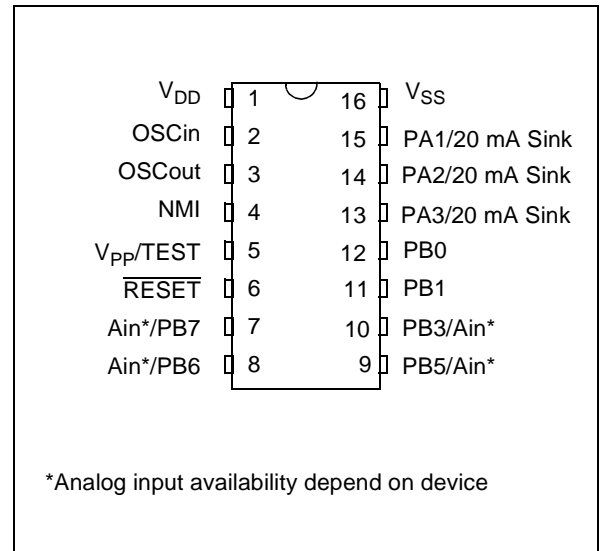 VDD 1 16 VSS
OSCin 2 15 PA1/20 mA Sink
OSCout 3 14 PA2/20 mA Sink
NMI 4 13 PA3/20 mA Sink
VPP/TEST 5 12 PB0
RESET 6 11 PB1
Ain*/PB7 7 10 PB3/Ain*
Ain*/PB6 8 9 PB5/Ain*
*Analog input availability depend on device